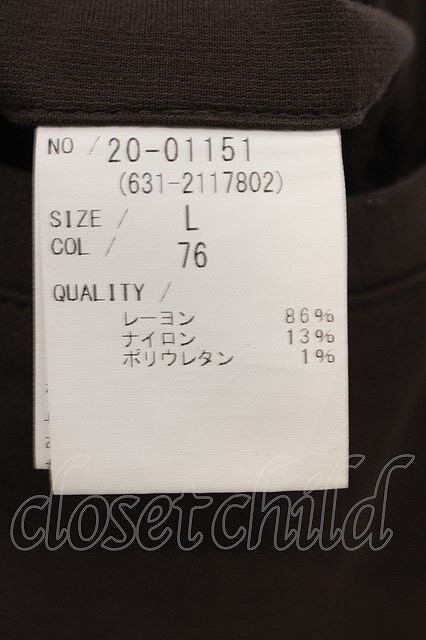 NO / 20-01151
(631-2117802)
SIZE / L
COL / 76
QUALITY /
レーヨン 86%
ナイロン 13%
ポリウレタン 1%
closetchild